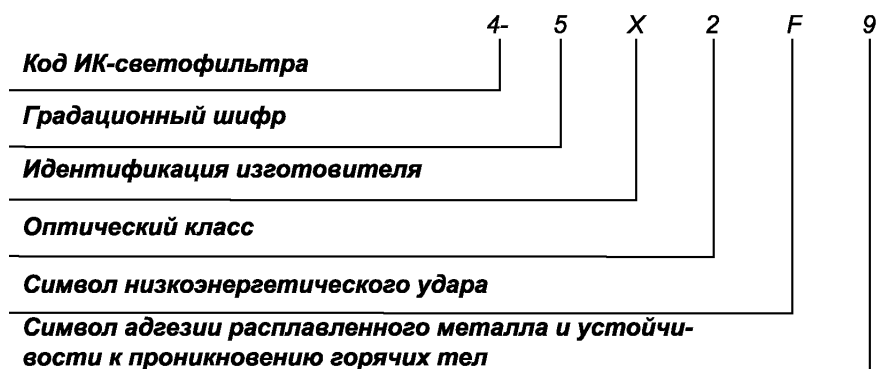 4- 5 X 2 F 9
Код ИК-светофильтра
Градационный шифр
Идентификация изготовителя
Оптический класс
Символ низкоэнергетического удара
Символ адгезии расплавленного металла и устойчи-
вости к проникновению горячих тел